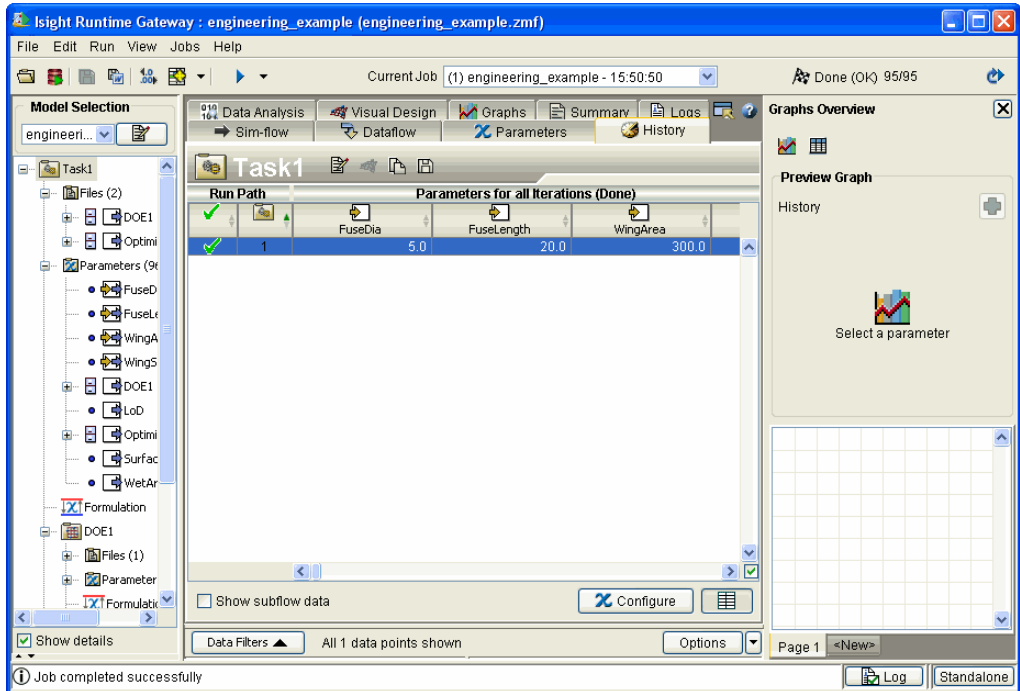 Isight Runtime Gateway : engineering_example (engineering_example.zmf)
File Edit Run View Jobs Help
Current Job (1) engineering_example - 15:50:50 Done (OK) 95/95
Model Selection
engineeri...
Task1
Files (2)
DOE1
Optimi
Parameters (96
FuseD
FuseLe
WingA
WingS
DOE1
LoD
Optimi
Surfac
WetAr
Formulation
DOE1
Files (1)
Parameter
Formulatic
Show details
Data Analysis Visual Design Graphs Summary Logs
Sim-flow Dataflow Parameters History
Task1
Run Path Parameters for all Iterations (Done)
FuseDia FuseLength WingArea
1 5.0 20.0 300.0
Show subflow data Configure
Data Filters All 1 data points shown Options
Graphs Overview
Preview Graph
History
Select a parameter
Page 1 <New>
Job completed successfully Log Standalone